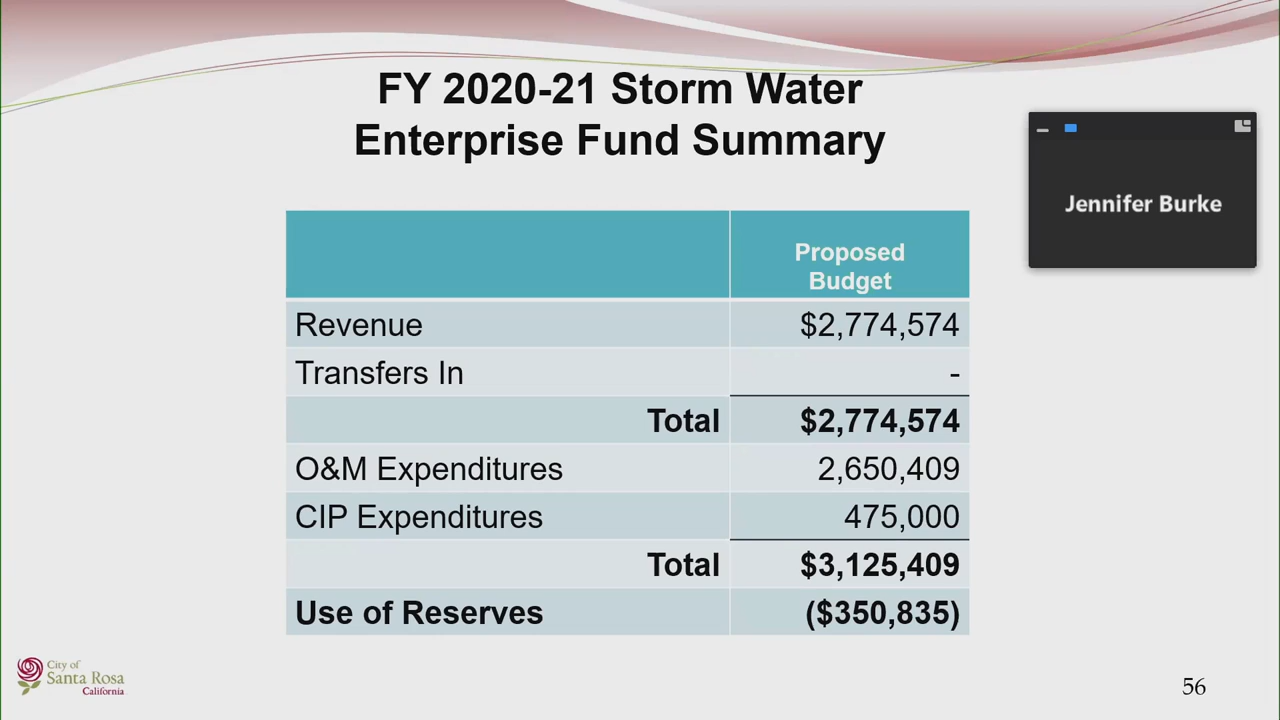 FY 2020-21 Storm Water
Enterprise Fund Summary
Jennifer Burke
Proposed
Budget
Revenue $2,774,574
Transfers In -
Total $2,774,574
O&M Expenditures 2,650,409
CIP Expenditures 475,000
Total $3,125,409
Use of Reserves ($350,835)
City of
Santa Rosa
California
56